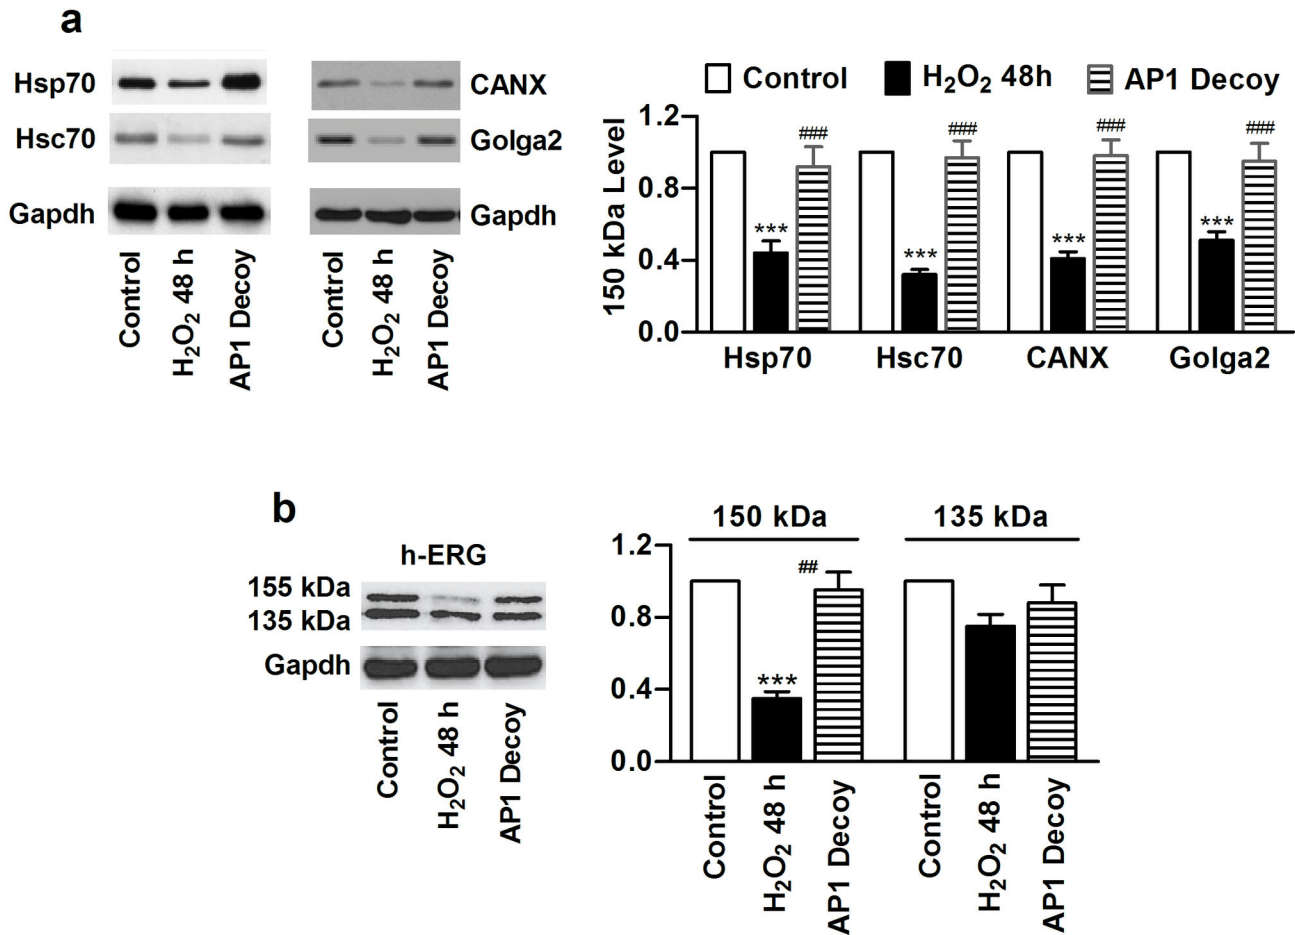 a
Hsp70
Hsc70
Gapdh
Control
H₂O₂ 48 h
AP1 Decoy
CANX
Golga2
Gapdh
Control
H₂O₂ 48 h
AP1 Decoy
Control
H₂O₂ 48h
AP1 Decoy
150 kDa Level
1.2
0.8
0.4
0.0
***
###
***
###
***
###
***
###
Hsp70
Hsc70
CANX
Golga2
b
h-ERG
155 kDa
135 kDa
Gapdh
Control
H₂O₂ 48 h
AP1 Decoy
150 kDa
135 kDa
1.2
0.8
0.4
0.0
***
##
Control
H₂O₂ 48 h
AP1 Decoy
Control
H₂O₂ 48 h
AP1 Decoy